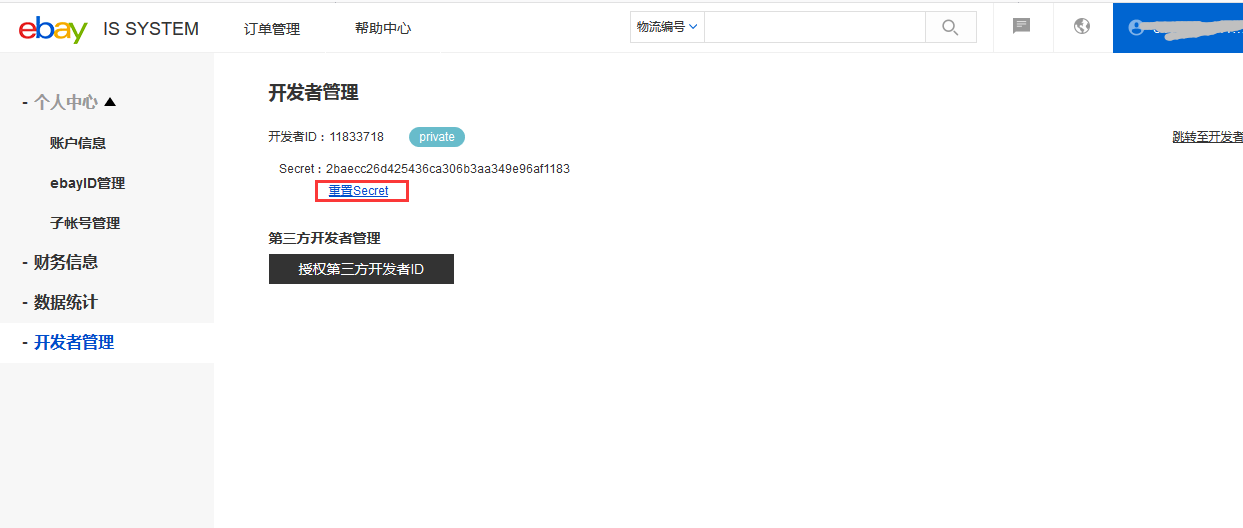 ebay IS SYSTEM 订单管理 帮助中心 物流编号
- 个人中心
账户信息
ebayID管理
子帐号管理
- 财务信息
- 数据统计
- 开发者管理
开发者管理
开发者ID：11833718 private 跳转至开发者
Secret：2baecc26d425436ca306b3aa349e96af1183
重置Secret
第三方开发者管理
授权第三方开发者ID